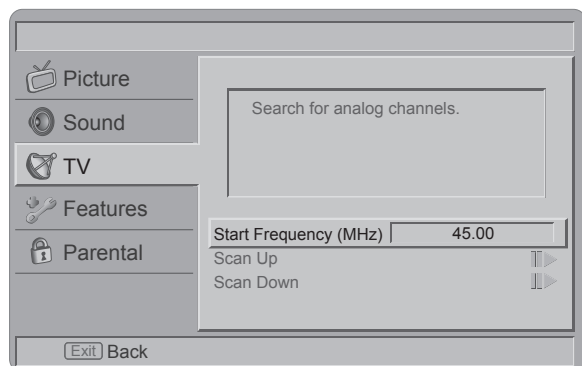 Picture
Sound
TV
Features
Parental
Search for analog channels.
Start Frequency (MHz) 45.00
Scan Up
Scan Down
Exit Back